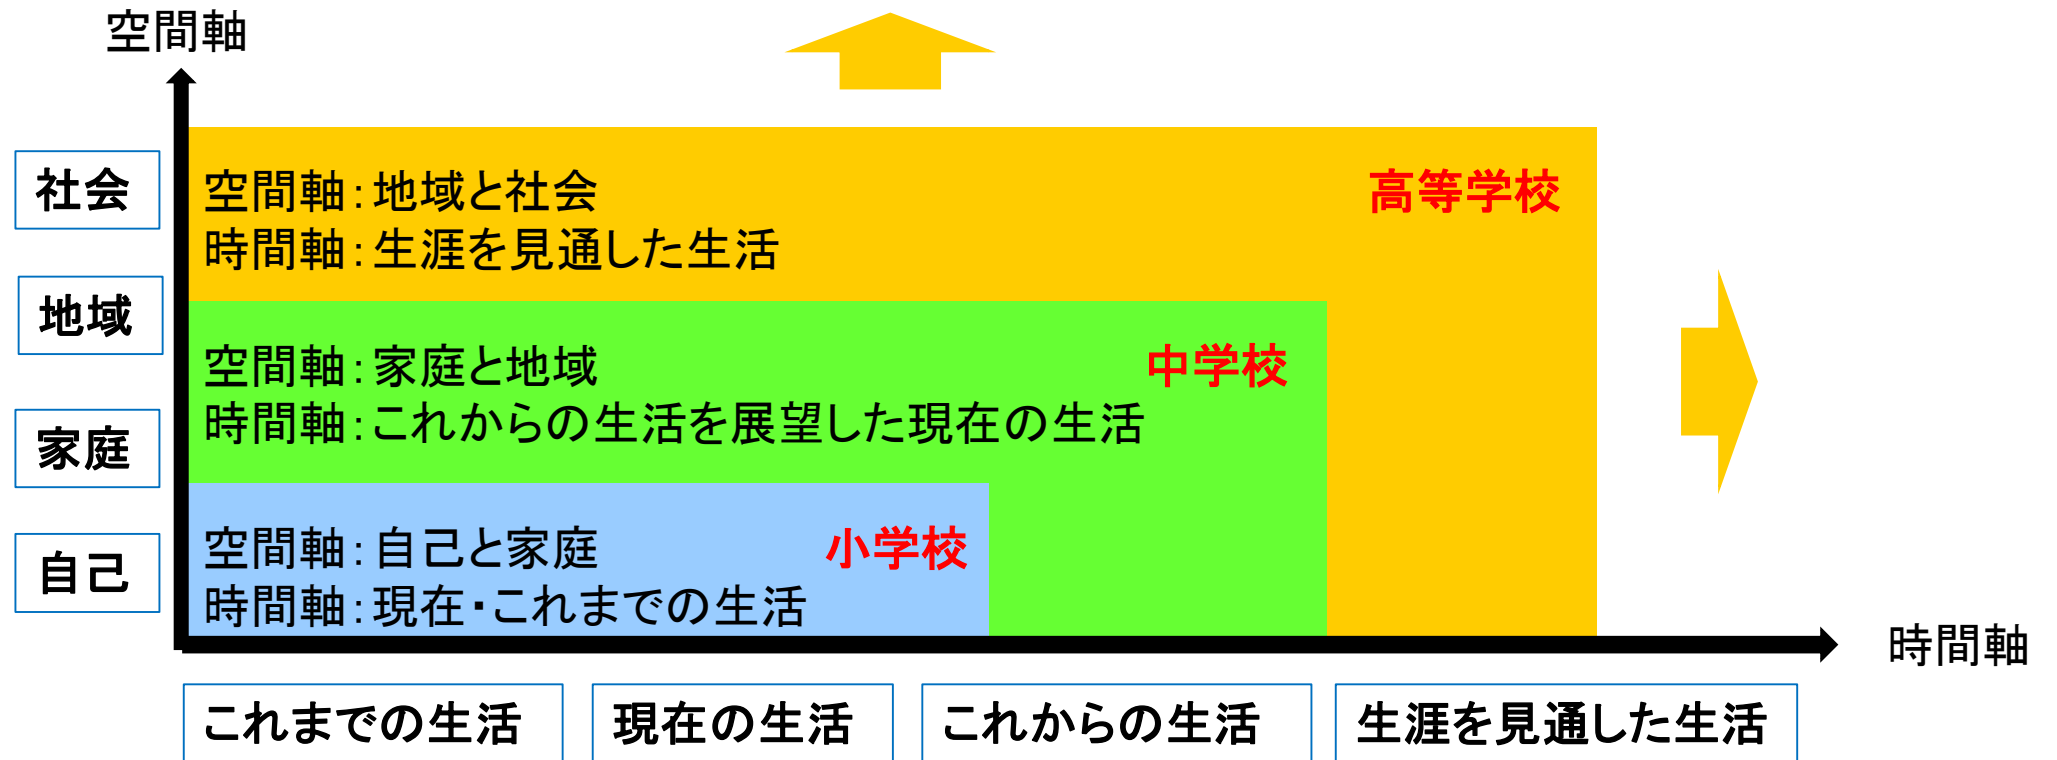 空間軸
社会
空間軸：地域と社会
高等学校
時間軸：生涯を見通した生活
地域
空間軸：家庭と地域
中学校
時間軸：これからの生活を展望した現在の生活
家庭
空間軸：自己と家庭
小学校
自己
時間軸：現在・これまでの生活
時間軸
これまでの生活
現在の生活
これからの生活
生涯を見通した生活